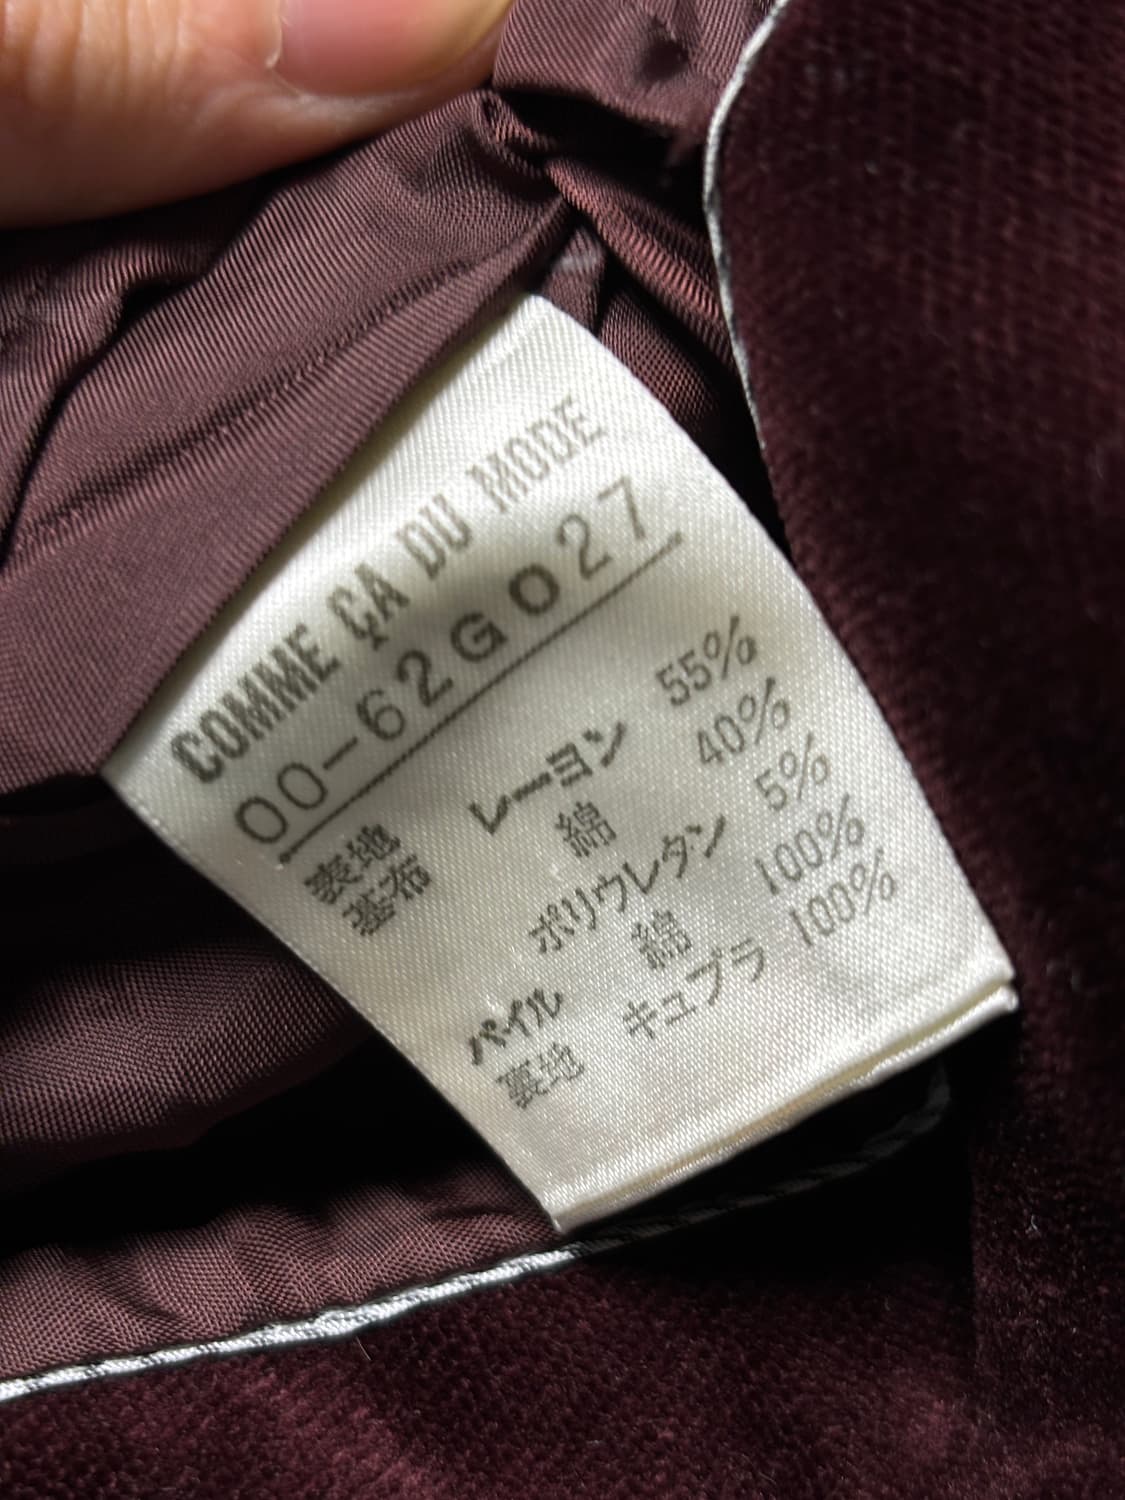 COMME ÇA DU MODE
00-62G027
表地 レーヨン 55%
基布 綿 40%
ポリウレタン 5%
パイル 綿 100%
裏地 キュプラ 100%